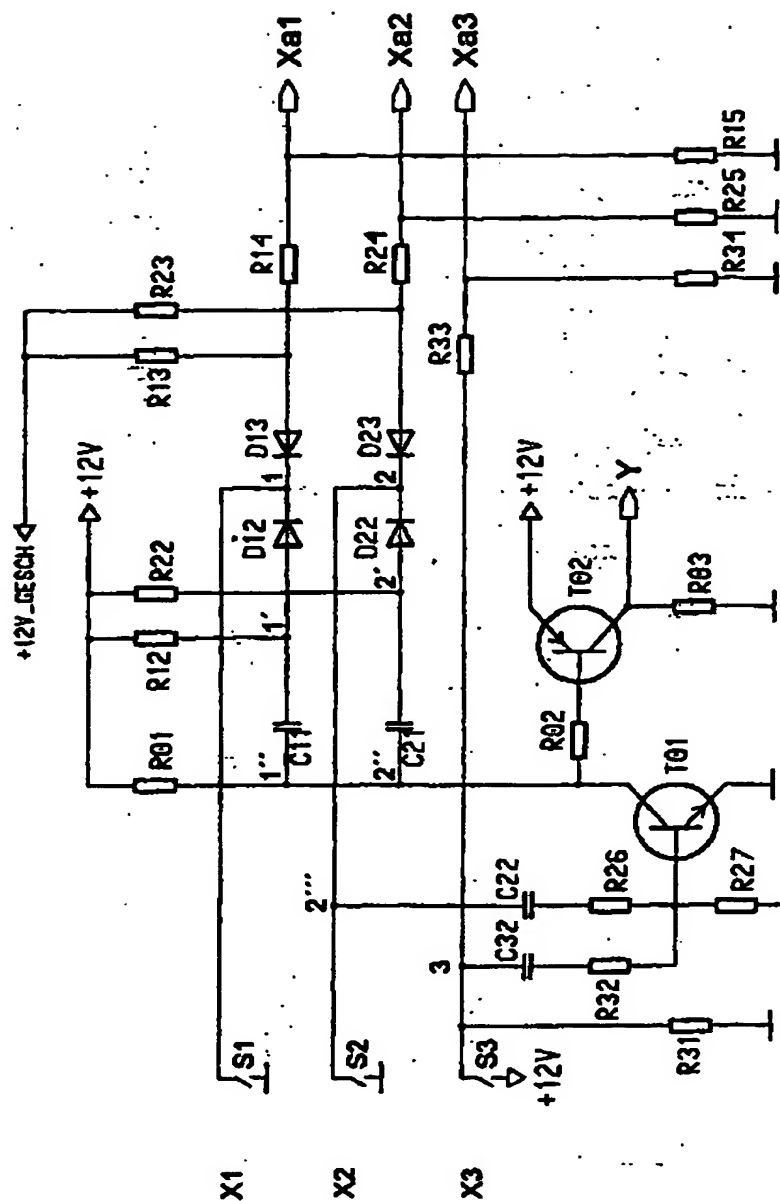 +12V_GESCH
+12V
R01
R12
R22
R13
R23
X1
S1
1''
C11
1'
D12
1
D13
R14
Xa1
X2
S2
2'''
2''
C21
2'
D22
2
D23
R24
Xa2
X3
S3
+12V
3
R33
Xa3
R31
C32
R32
C22
R26
R27
T01
R02
T02
+12V
Y
R03
R34
R25
R15